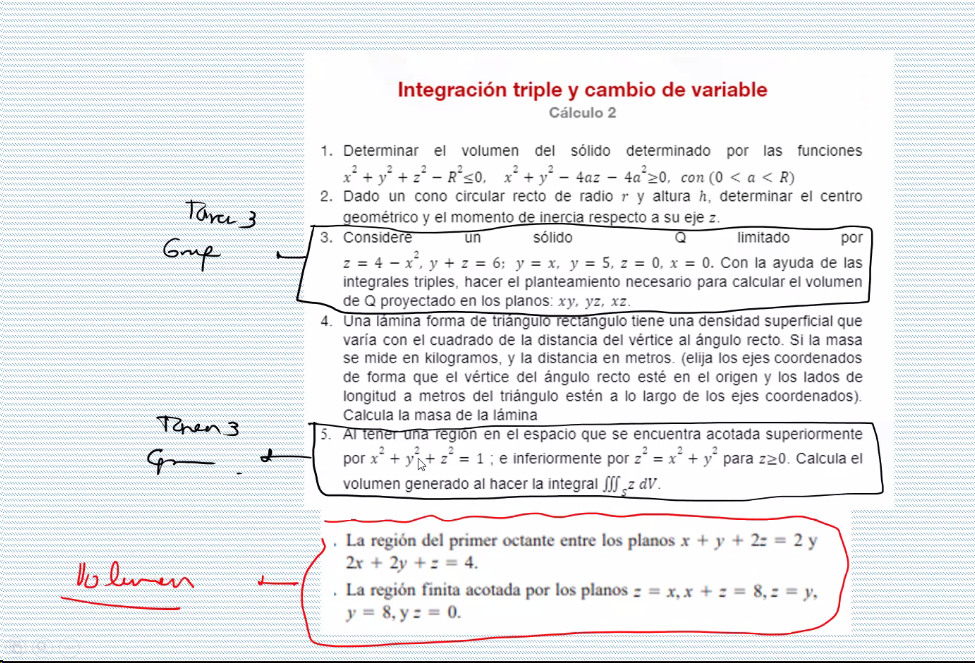 Integración triple y cambio de variable
Cálculo 2
1. Determinar el volumen del sólido determinado por las funciones
x² + y² + z² − R²≤0, x² + y² − 4az − 4a²≥0, con (0 < a < R)
2. Dado un cono circular recto de radio r y altura h, determinar el centro
geométrico y el momento de inercia respecto a su eje z.
3. Considere un sólido Q limitado por
z = 4 − x², y + z = 6; y = x, y = 5, z = 0, x = 0. Con la ayuda de las
integrales triples, hacer el planteamiento necesario para calcular el volumen
de Q proyectado en los planos: xy, yz, xz.
4. Una lámina forma de triángulo rectángulo tiene una densidad superficial que
varía con el cuadrado de la distancia del vértice al ángulo recto. Si la masa
se mide en kilogramos, y la distancia en metros. (elija los ejes coordenados
de forma que el vértice del ángulo recto esté en el origen y los lados de
longitud a metros del triángulo estén a lo largo de los ejes coordenados).
Calcula la masa de la lámina
5. Al tener una región en el espacio que se encuentra acotada superiormente
por x² + y² + z² = 1 ; e inferiormente por z² = x² + y² para z≥0. Calcula el
volumen generado al hacer la integral ∭ₛz dV.
. La región del primer octante entre los planos x + y + 2z = 2 y
2x + 2y + z = 4.
. La región finita acotada por los planos z = x, x + z = 8, z = y,
y = 8, y z = 0.
Tarea 3
Grup
3
Volumen